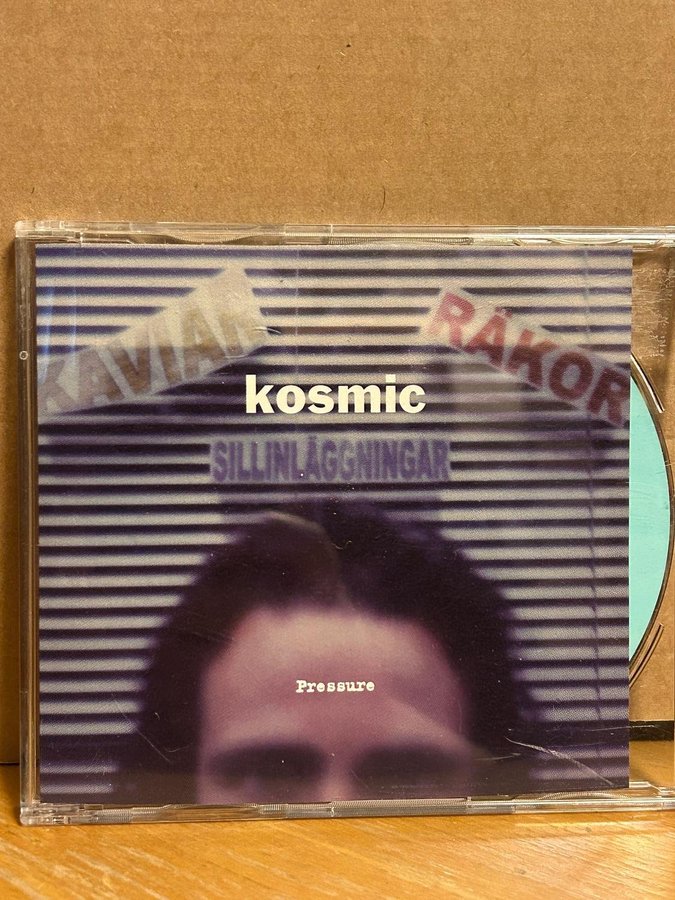 KAVIAR
RÄKOR
kosmic
SILLINLÄGGNINGAR
Pressure